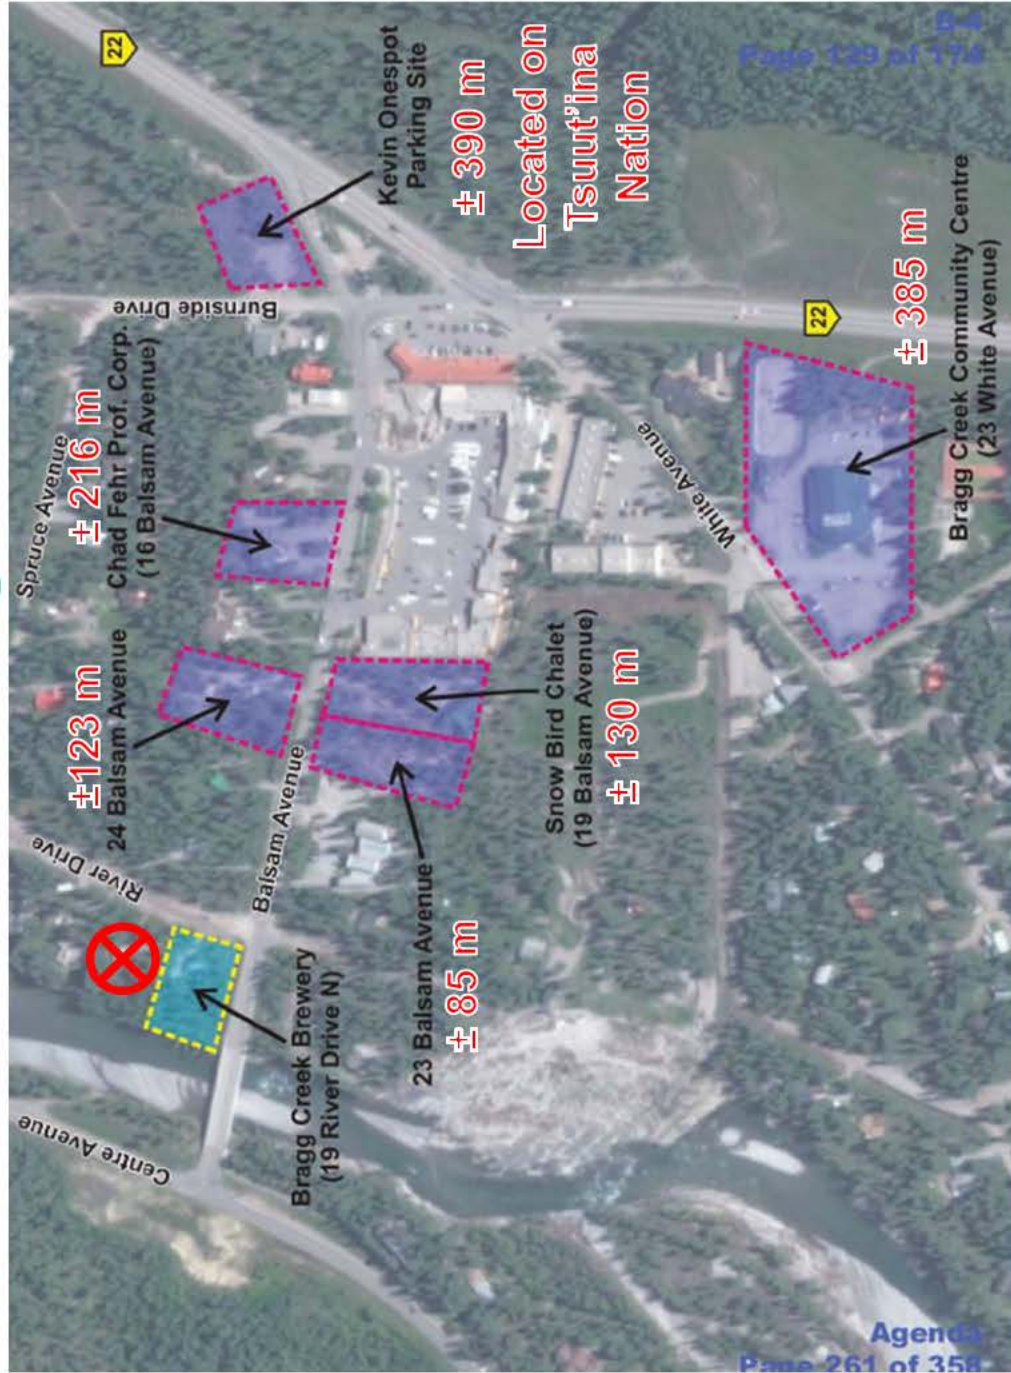 B-4
Page 129 of 174
22
Kevin Onespot
Parking Site
± 390 m
Located on
Tsuut'ina
Nation
Burnside Drive
Spruce Avenue
± 216 m
Chad Fehr Prof. Corp.
(16 Balsam Avenue)
±123 m
24 Balsam Avenue
River Drive
Balsam Avenue
White Avenue
22
± 385 m
Bragg Creek Community Centre
(23 White Avenue)
Snow Bird Chalet
(19 Balsam Avenue)
± 130 m
23 Balsam Avenue
± 85 m
Bragg Creek Brewery
(19 River Drive N)
Centre Avenue
Agenda
Page 261 of 358